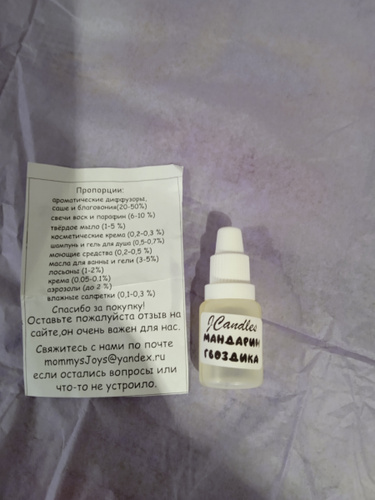 Пропорции:
ароматические диффузоры,
саше и благовония(20-50%)
свечи воск и парафин (6-10 %)
твёрдое мыло (1-5 %)
косметические крема (0,2-0,3 %)
шампунь и гель для душа (0,5-0,7%)
моющие средства (0,2-0,5 %)
масла для ванны и гели (3-5%)
лосьоны (1-2%)
крема (0,05-0,1%)
аэрозоли (до 2 %)
влажные салфетки (0,1-0,3 %)
Спасибо за покупку!
Оставьте пожалуйста отзыв на
сайте,он очень важен для нас.
Свяжитесь с нами по почте
mommysJoys@yandex.ru
если остались вопросы или
что-то не устроило.
JCandles
МАНДАРИН
ГВОЗДИКА